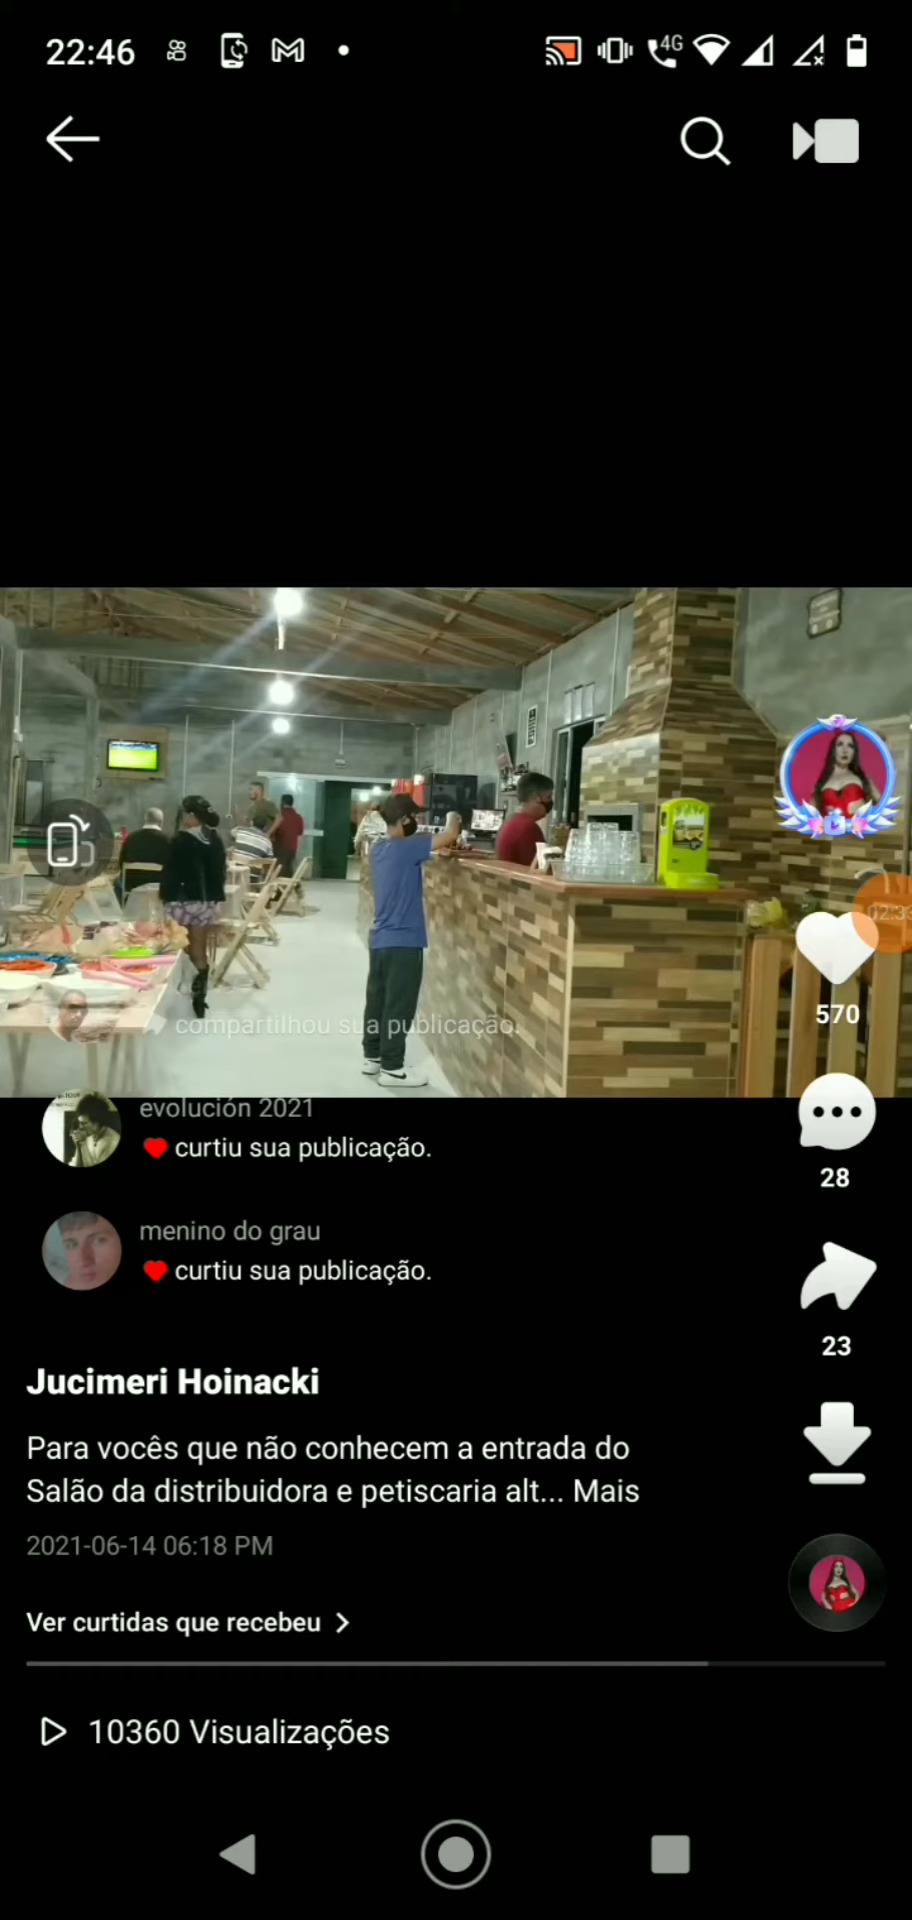 22:46
4G
02:3
compartilhou sua publicação.
570
evolución 2021
curtiu sua publicação.
28
menino do grau
curtiu sua publicação.
23
Jucimeri Hoinacki
Para vocês que não conhecem a entrada do
Salão da distribuidora e petiscaria alt... Mais
2021-06-14 06:18 PM
Ver curtidas que recebeu
10360 Visualizações